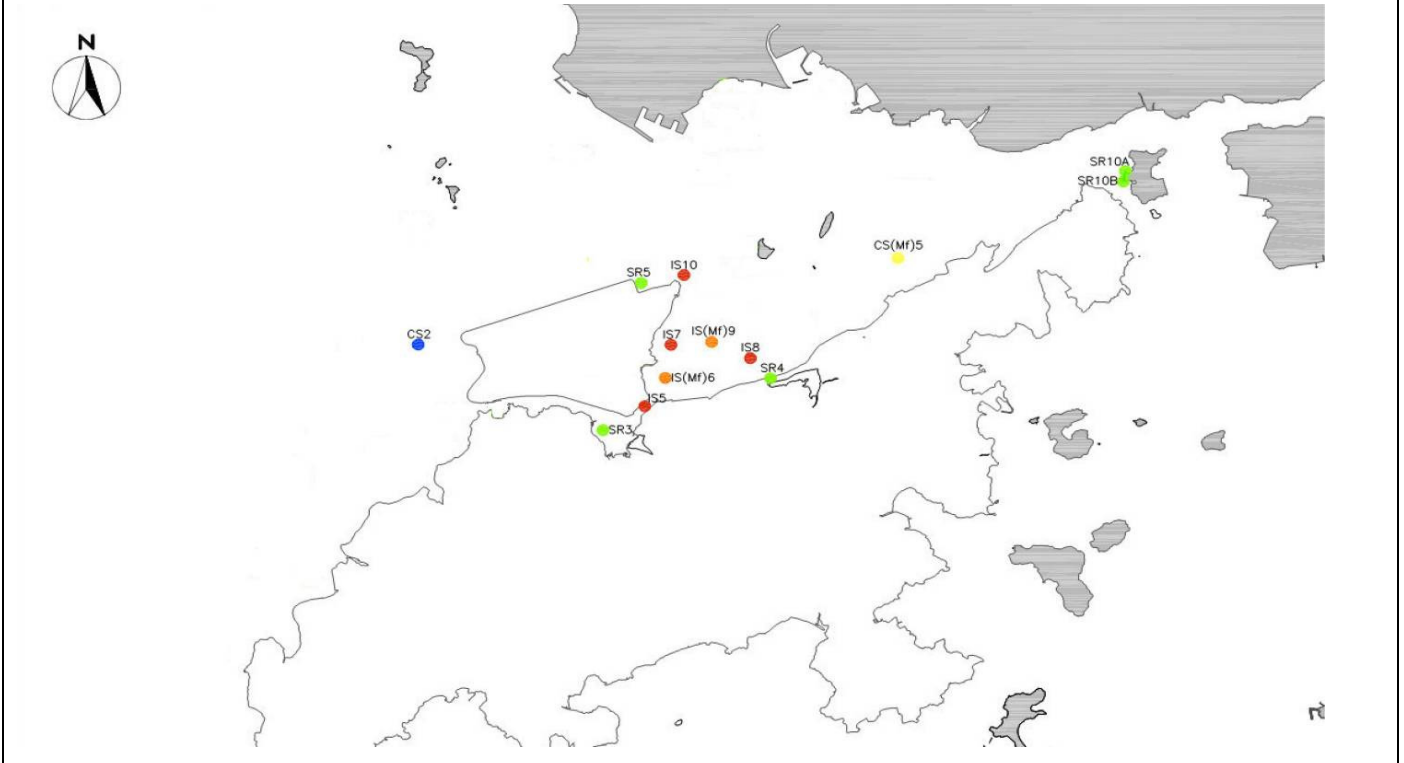 N
SR10A
SR10B
CS(Mf)5
SR5
IS10
CS2
IS7
IS(Mf)9
IS8
SR4
IS(Mf)6
IS5
SR3